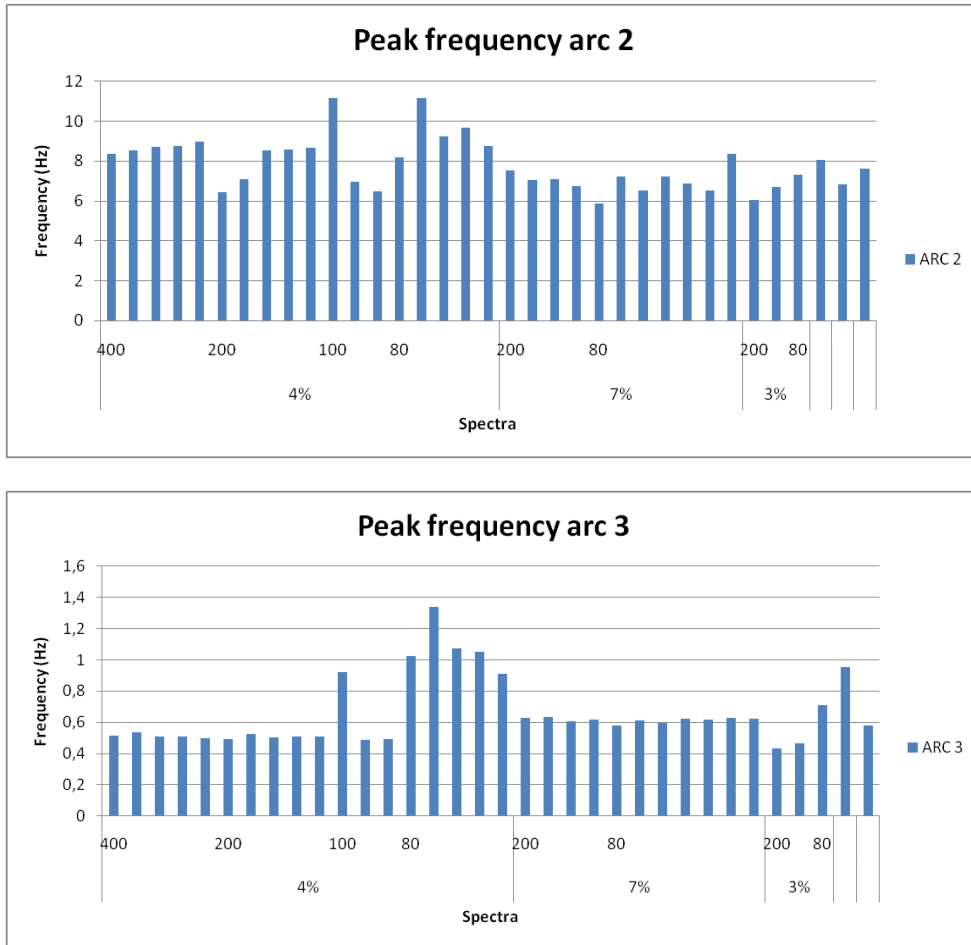 Peak frequency arc 2
12
10
8
6
4
2
0
Frequency (Hz)
ARC 2
400 200 100 80 200 80 200 80
4% 7% 3%
Spectra
Peak frequency arc 3
1,6
1,4
1,2
1
0,8
0,6
0,4
0,2
0
Frequency (Hz)
ARC 3
400 200 100 80 200 80 200 80
4% 7% 3%
Spectra